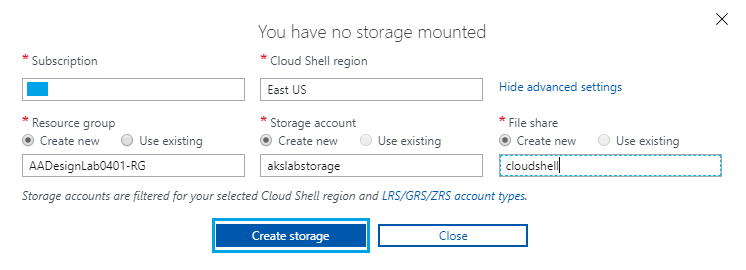 You have no storage mounted
* Subscription
* Cloud Shell region
East US
Hide advanced settings
* Resource group
* Storage account
* File share
Create new
Use existing
Create new
Use existing
Create new
Use existing
AADesignLab0401-RG
akslabstorage
cloudshell
Storage accounts are filtered for your selected Cloud Shell region and LRS/GRS/ZRS account types.
Create storage
Close